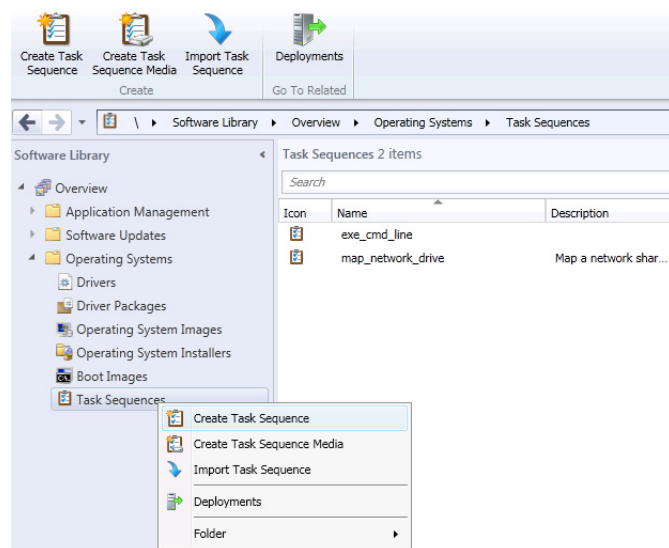 Create Task Sequence
Create Task Sequence Media
Import Task Sequence
Deployments
Create
Go To Related
\ Software Library Overview Operating Systems Task Sequences
Software Library
Overview
Application Management
Software Updates
Operating Systems
Drivers
Driver Packages
Operating System Images
Operating System Installers
Boot Images
Task Sequences
Task Sequences 2 items
Search
Icon Name Description
exe_cmd_line
map_network_drive Map a network shar...
Create Task Sequence
Create Task Sequence Media
Import Task Sequence
Deployments
Folder